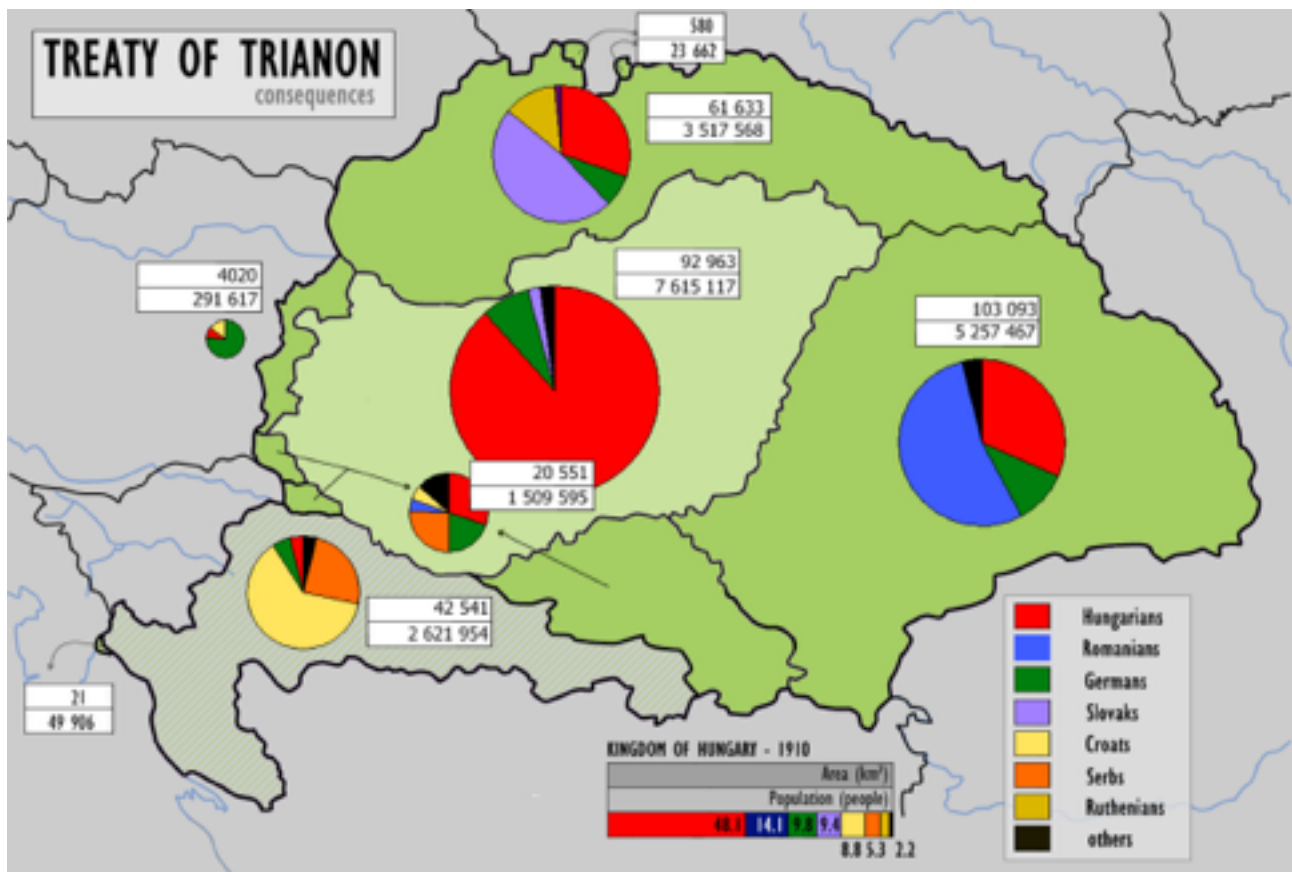 TREATY OF TRIANON
consequences
580
23 662
61 633
3 517 568
4020
291 617
92 963
7 615 117
103 093
5 257 467
20 551
1 509 595
42 541
2 621 954
21
49 906
KINGDOM OF HUNGARY - 1910
Area (km²)
Population (people)
48.1 14.1 9.8 9.4
8.8 5.3 2.2
Hungarians
Romanians
Germans
Slovaks
Croats
Serbs
Ruthenians
others